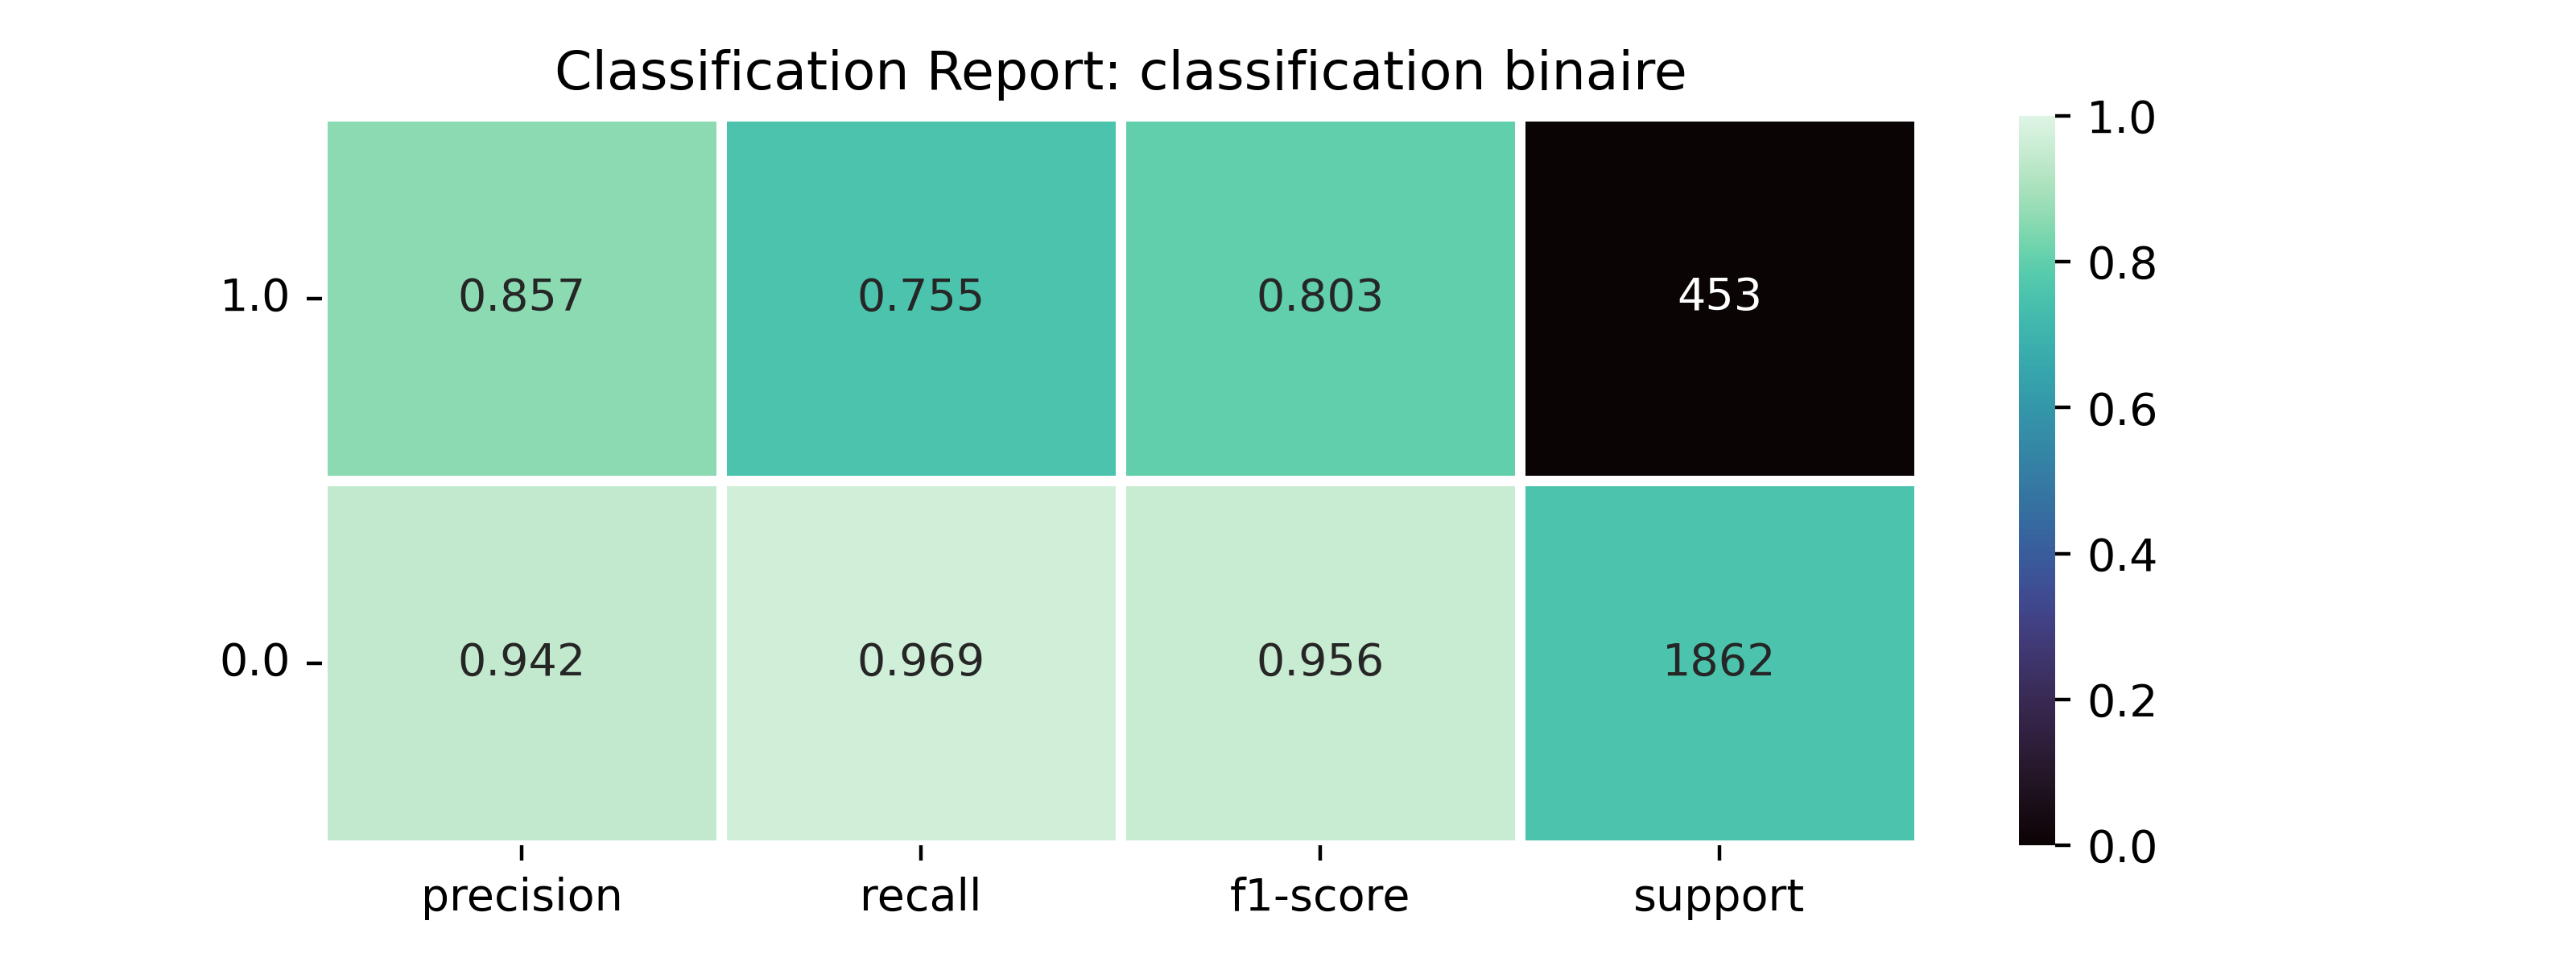 Classification Report: classification binaire
1.0 0.857 0.755 0.803 453
0.0 0.942 0.969 0.956 1862
precision recall f1-score support
1.0
0.8
0.6
0.4
0.2
0.0